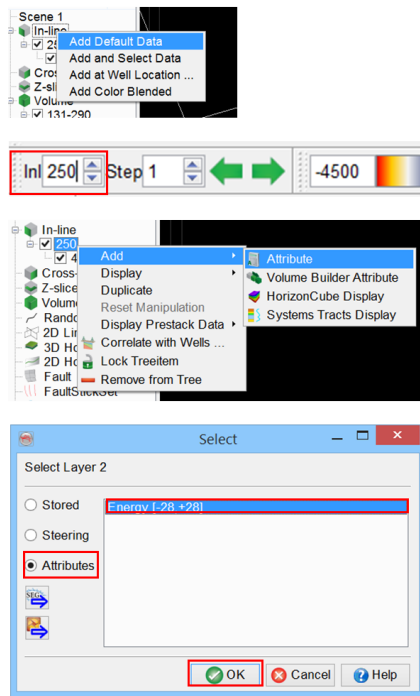 Scene 1
In-line
Add Default Data
Add and Select Data
Add at Well Location ...
Add Color Blended
Z-sli
Volume
131-290
Inl 250 Step 1 -4500
In-line
250
4
Add
Attribute
Cross-
Display
Volume Builder Attribute
Z-slice
Duplicate
HorizonCube Display
Volum
Reset Manipulation
Systems Tracts Display
Rando
Display Prestack Data
2D Lin
Correlate with Wells ...
3D Ho
Lock Treeitem
2D Ho
Remove from Tree
Fault
FaultStickSet
Select
Select Layer 2
Stored
Energy [-28 +28]
Steering
Attributes
SEGY
OK Cancel Help